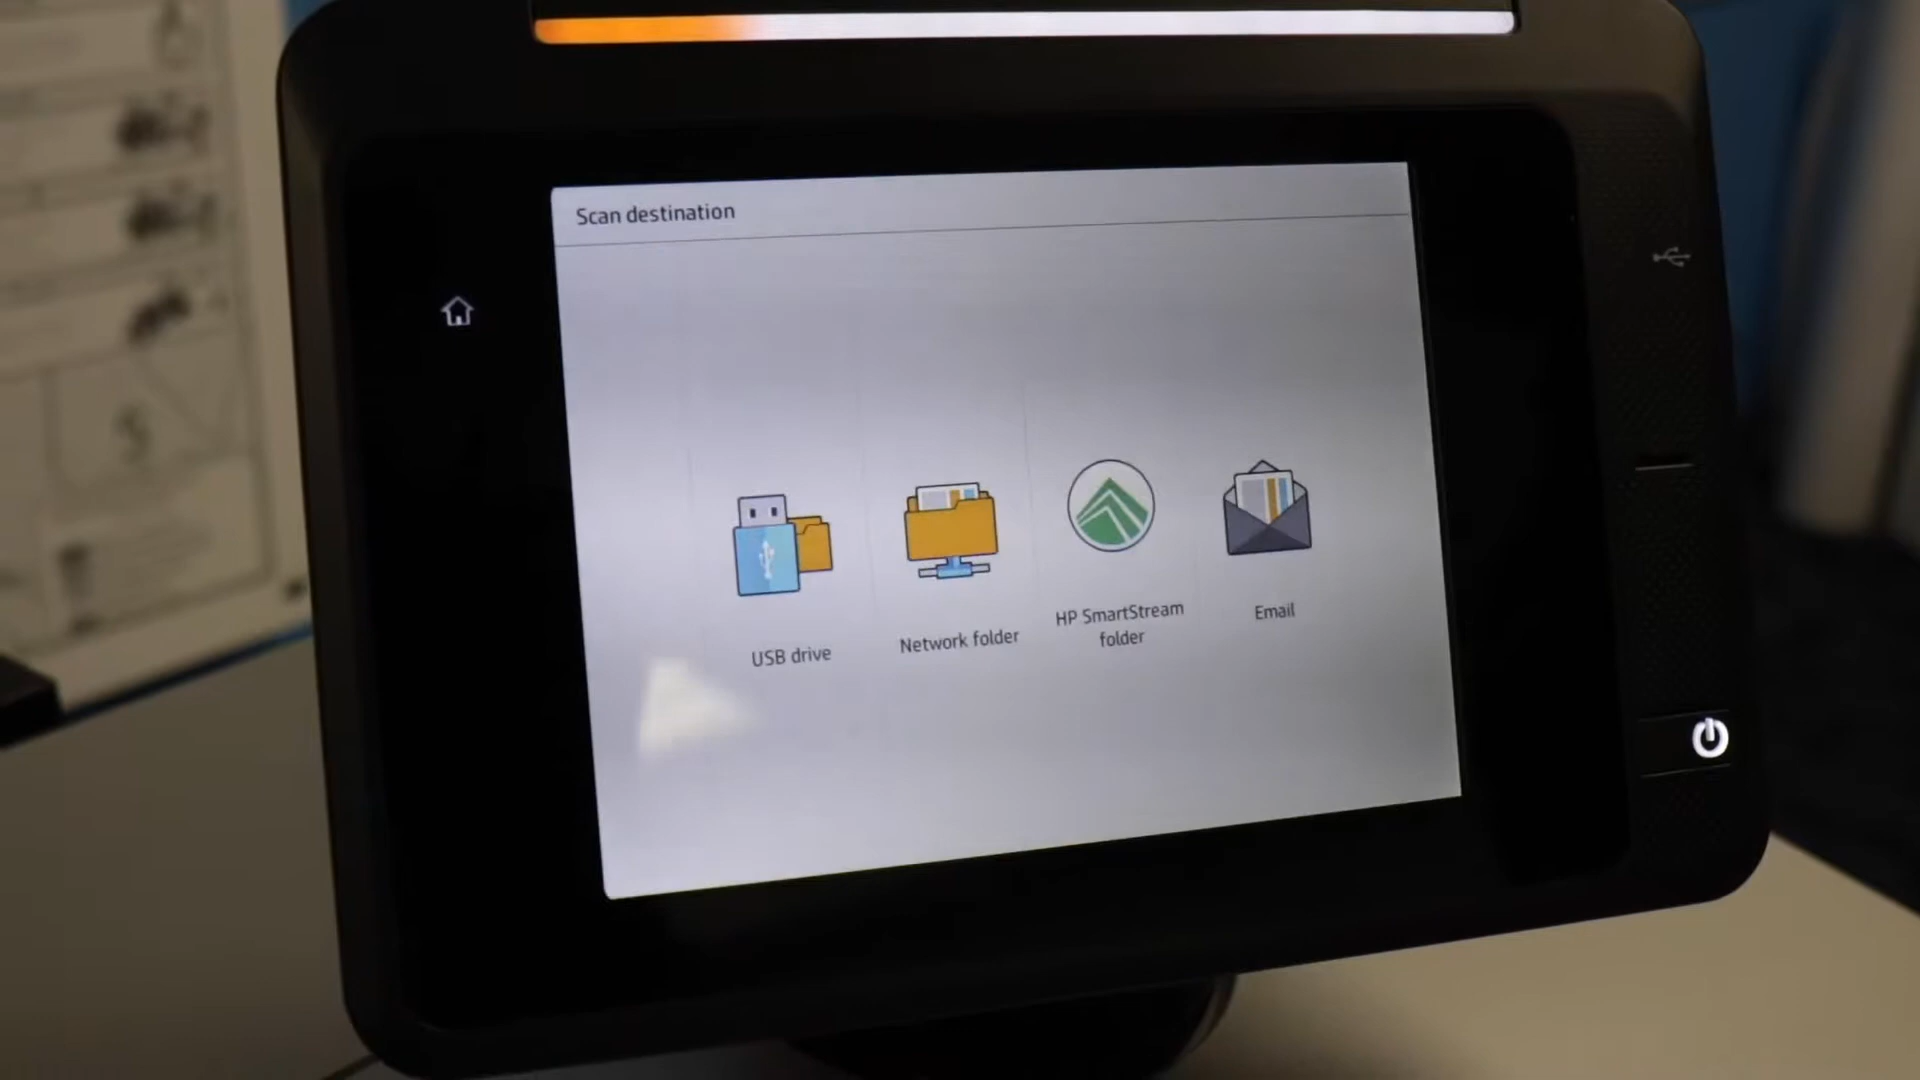 Scan destination
USB drive
Network folder
HP SmartStream
folder
Email